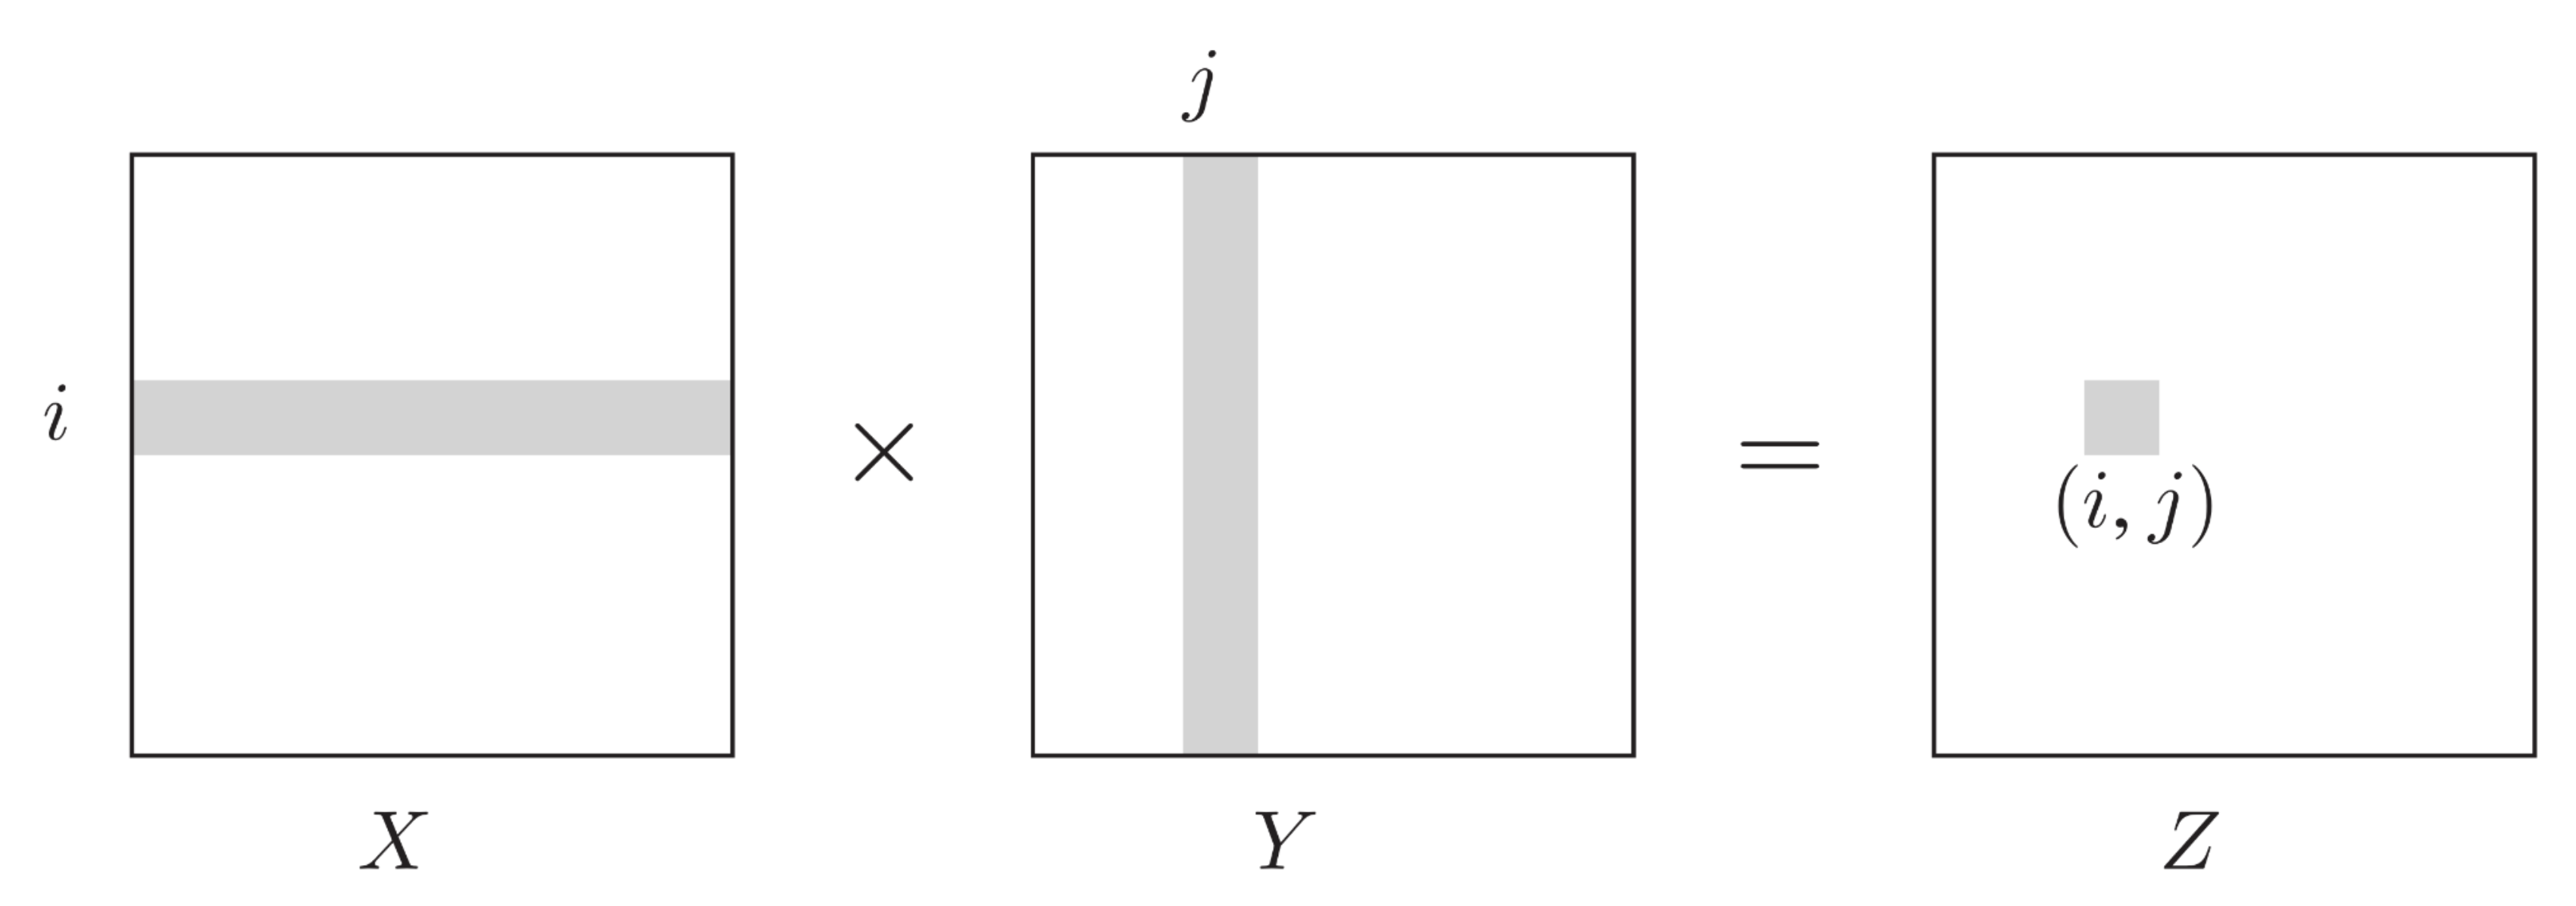 j
i
×
=
(i, j)
X
Y
Z